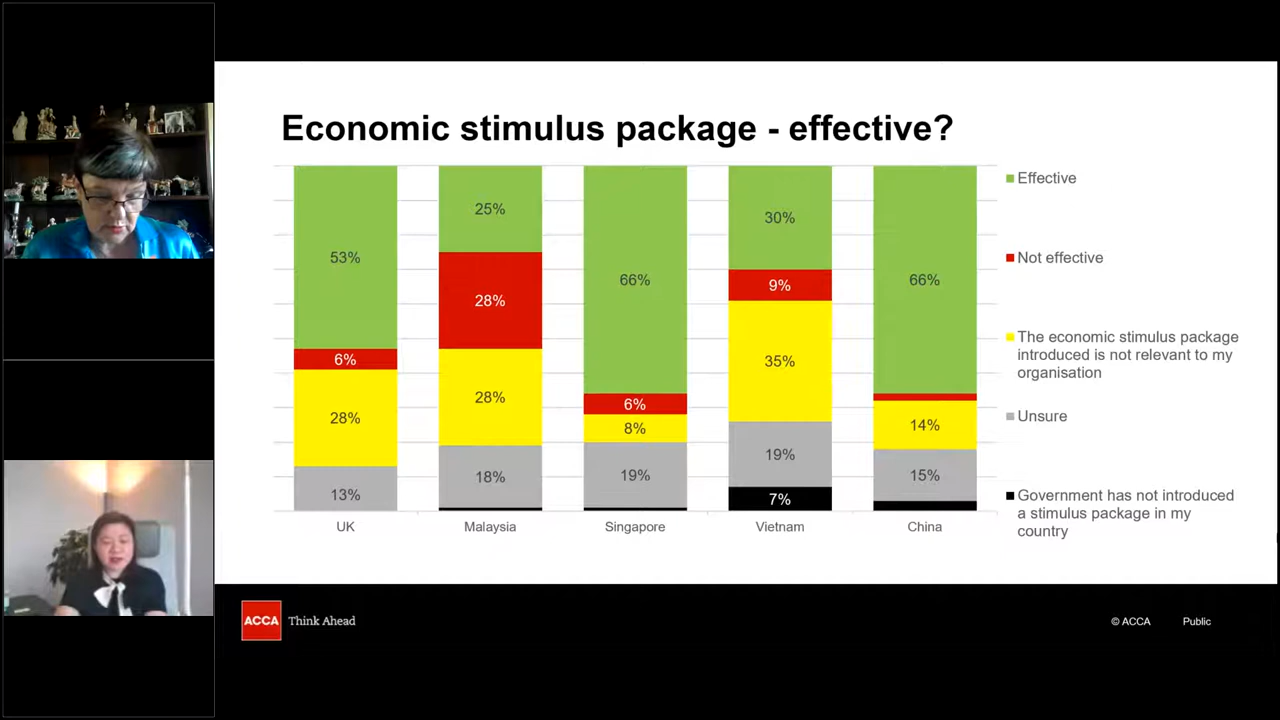 Economic stimulus package - effective?
53%
6%
28%
13%
25%
28%
28%
18%
66%
6%
8%
19%
30%
9%
35%
19%
7%
66%
14%
15%
UK
Malaysia
Singapore
Vietnam
China
Effective
Not effective
The economic stimulus package
introduced is not relevant to my
organisation
Unsure
Government has not introduced
a stimulus package in my
country
ACCA
Think Ahead
© ACCA
Public